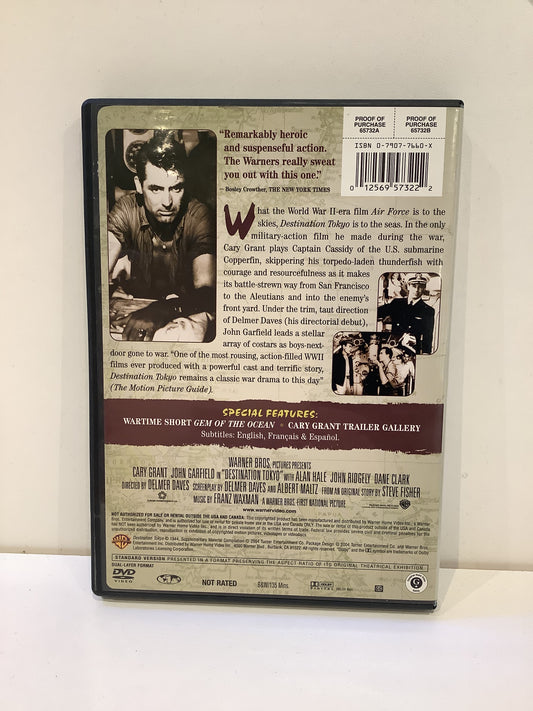 PROOF OF PURCHASE 65732A
PROOF OF PURCHASE 65732B
ISBN 0-7907-7660-X
0 12569 57322 2
"Remarkably heroic
and suspenseful action.
The Warners really sweat
you out with this one."
– Bosley Crowther, THE NEW YORK TIMES
What the World War II-era film Air Force is to the
skies, Destination Tokyo is to the seas. In the only
military-action film he made during the war,
Cary Grant plays Captain Cassidy of the U.S. submarine
Copperfin, skippering his torpedo-laden thunderfish with
courage and resourcefulness as it makes
its battle-strewn way from San Francisco
to the Aleutians and into the enemy's
front yard. Under the trim, taut direction
of Delmer Daves (his directorial debut),
John Garfield leads a stellar
array of costars as boys-next-
door gone to war. "One of the most rousing, action-filled WWII
films ever produced with a powerful cast and terrific story,
Destination Tokyo remains a classic war drama to this day"
(The Motion Picture Guide).
SPECIAL FEATURES:
WARTIME SHORT GEM OF THE OCEAN • CARY GRANT TRAILER GALLERY
Subtitles: English, Français & Español.
WARNER BROS. PICTURES PRESENTS
CARY GRANT JOHN GARFIELD IN "DESTINATION TOKYO" WITH ALAN HALE JOHN RIDGELY DANE CLARK
DIRECTED BY DELMER DAVES SCREENPLAY BY DELMER DAVES AND ALBERT MALTZ FROM AN ORIGINAL STORY BY STEVE FISHER
MUSIC BY FRANZ WAXMAN A WARNER BROS. FIRST NATIONAL PICTURE
www.warnervideo.com
NOT AUTHORIZED FOR SALE OR RENTAL OUTSIDE THE USA AND CANADA.
STANDARD VERSION PRESENTED IN A FORMAT PRESERVING THE ASPECT RATIO OF ITS ORIGINAL THEATRICAL EXHIBITION.
DUAL-LAYER FORMAT
DVD VIDEO
NOT RATED
B&W/135 Mins.
DOLBY DIGITAL